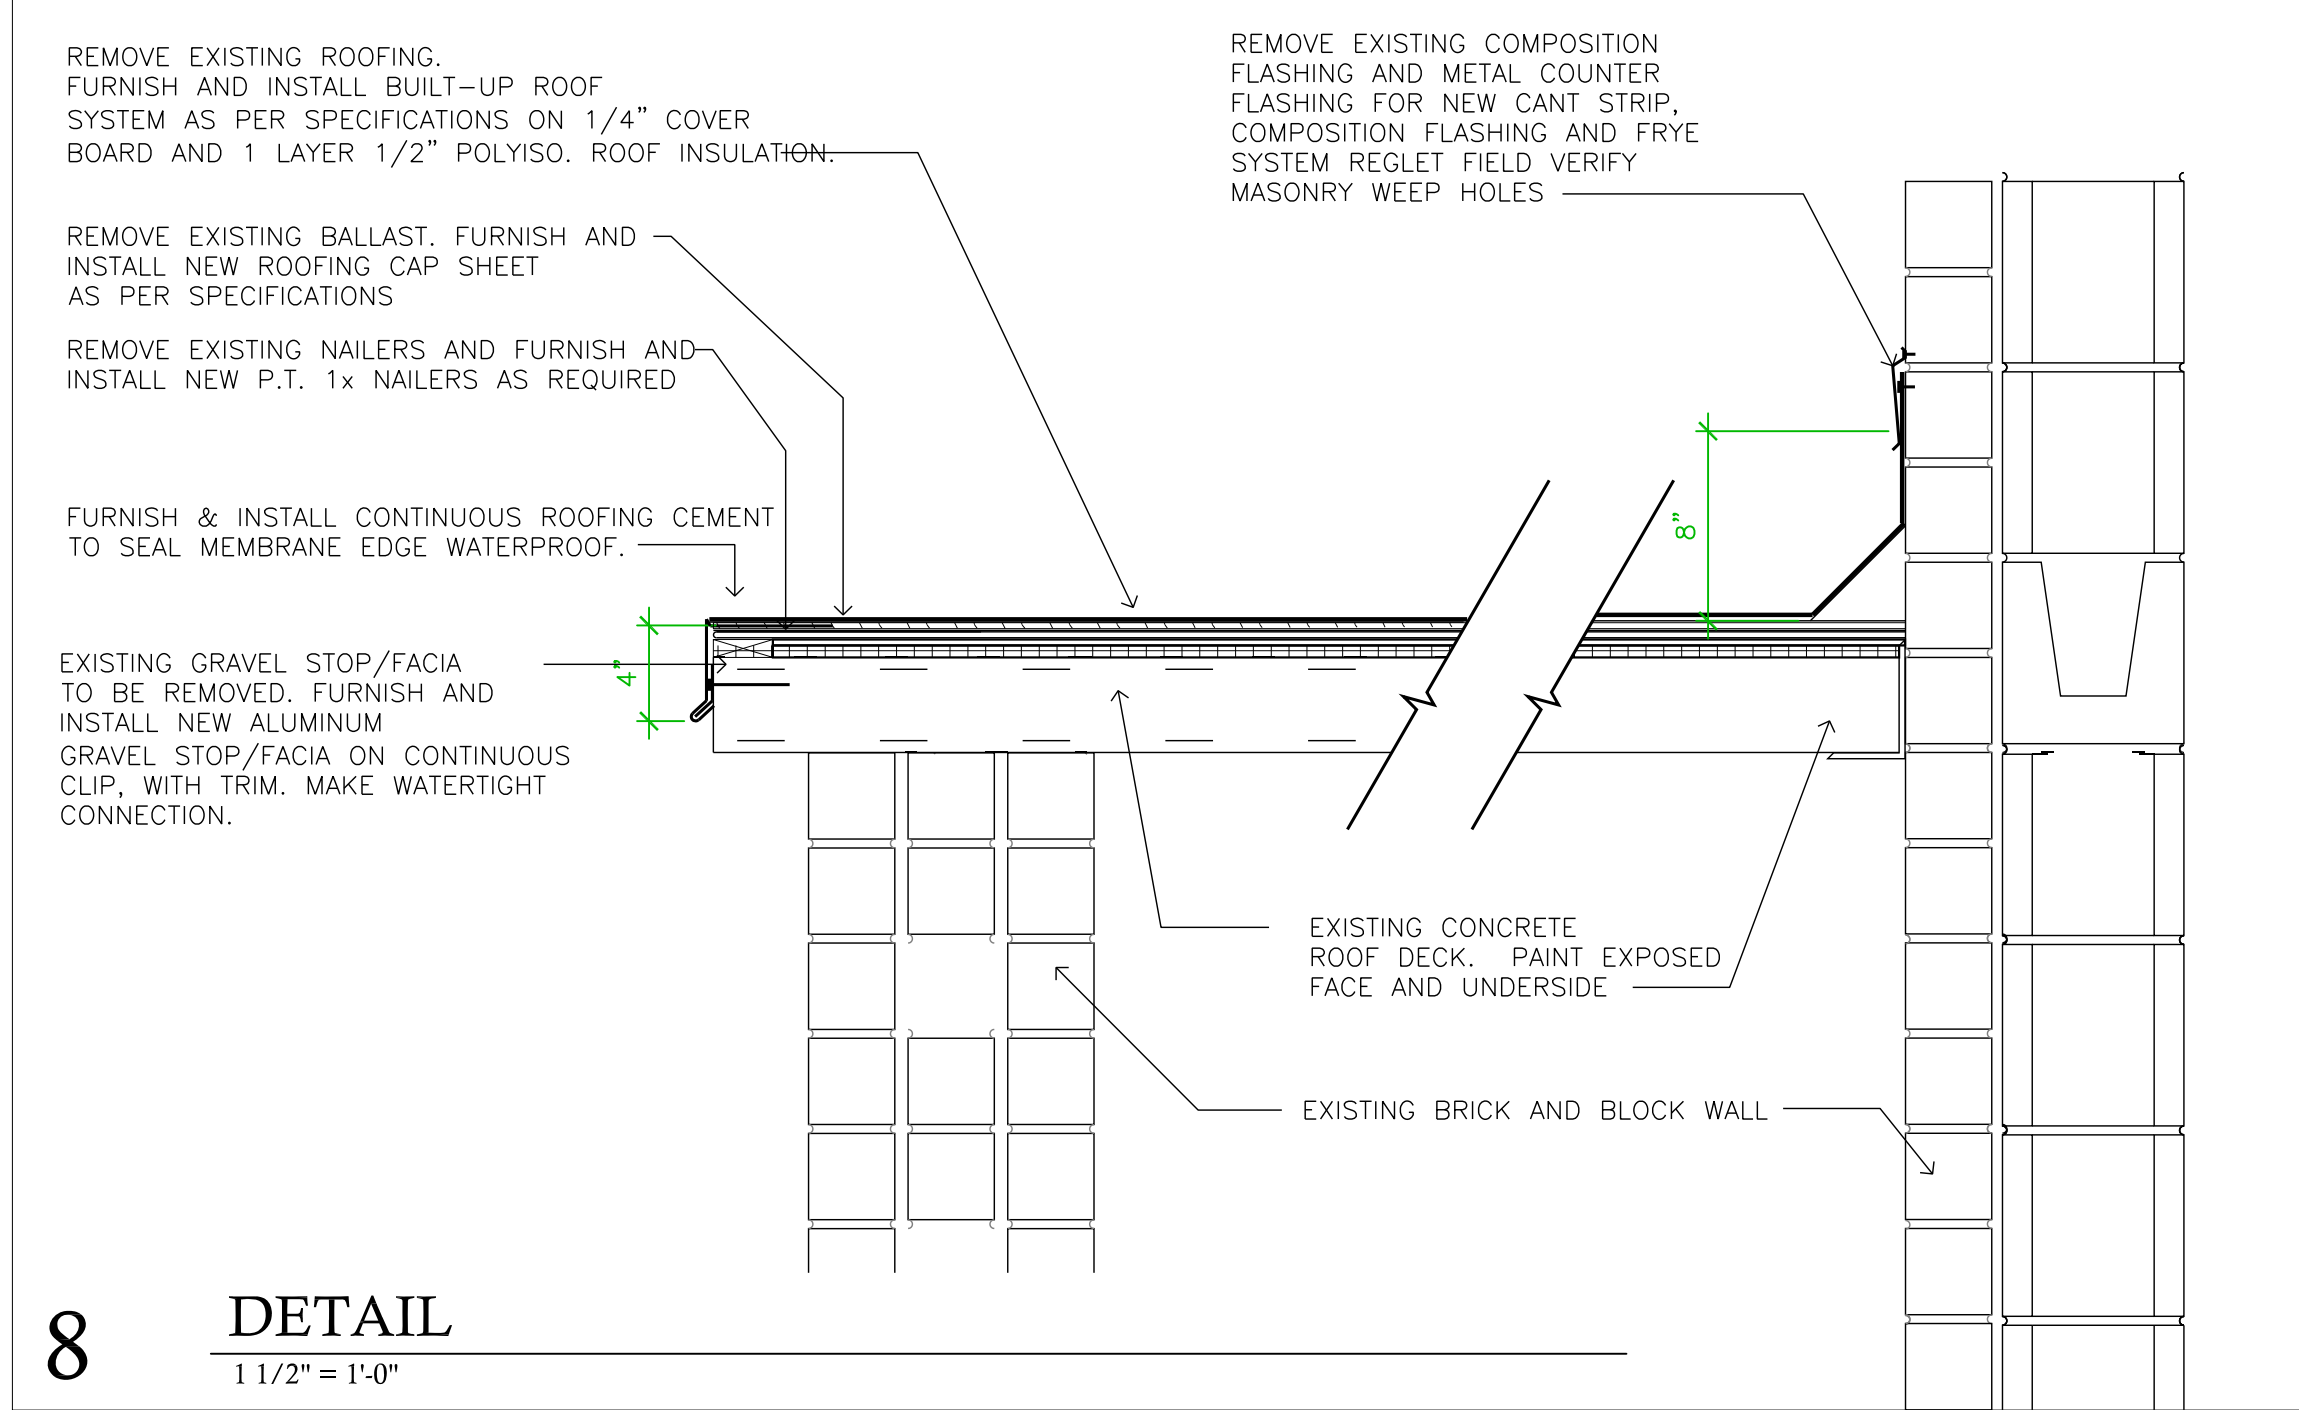 REMOVE EXISTING ROOFING.
FURNISH AND INSTALL BUILT-UP ROOF
SYSTEM AS PER SPECIFICATIONS ON 1/4" COVER
BOARD AND 1 LAYER 1/2" POLYISO. ROOF INSULATION.
REMOVE EXISTING COMPOSITION
FLASHING AND METAL COUNTER
FLASHING FOR NEW CANT STRIP,
COMPOSITION FLASHING AND FRYE
SYSTEM REGLET FIELD VERIFY
MASONRY WEEP HOLES
REMOVE EXISTING BALLAST. FURNISH AND
INSTALL NEW ROOFING CAP SHEET
AS PER SPECIFICATIONS
REMOVE EXISTING NAILERS AND FURNISH AND
INSTALL NEW P.T. 1x NAILERS AS REQUIRED
FURNISH & INSTALL CONTINUOUS ROOFING CEMENT
TO SEAL MEMBRANE EDGE WATERPROOF.
8"
4"
EXISTING GRAVEL STOP/FACIA
TO BE REMOVED. FURNISH AND
INSTALL NEW ALUMINUM
GRAVEL STOP/FACIA ON CONTINUOUS
CLIP, WITH TRIM. MAKE WATERTIGHT
CONNECTION.
EXISTING CONCRETE
ROOF DECK. PAINT EXPOSED
FACE AND UNDERSIDE
EXISTING BRICK AND BLOCK WALL
8
DETAIL
1 1/2" = 1'-0"